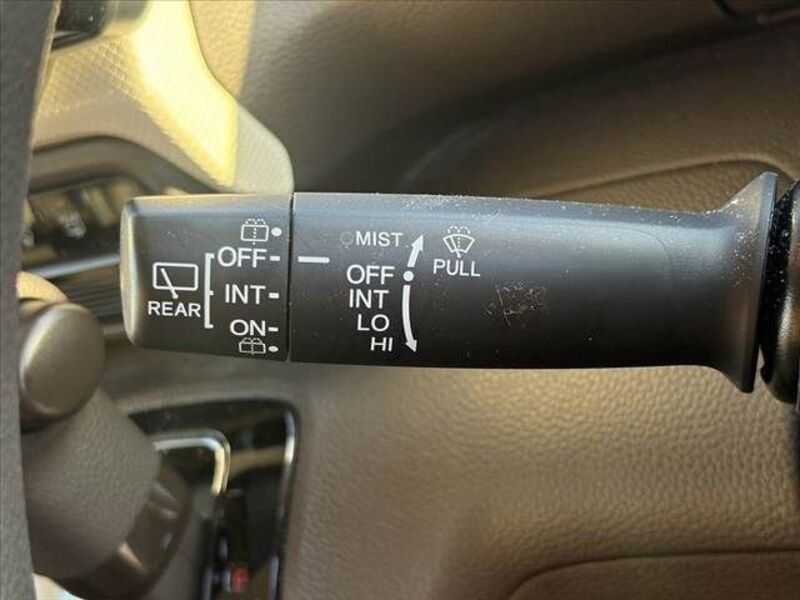 OFF
INT
ON
REAR
MIST
OFF
INT
LO
HI
PULL